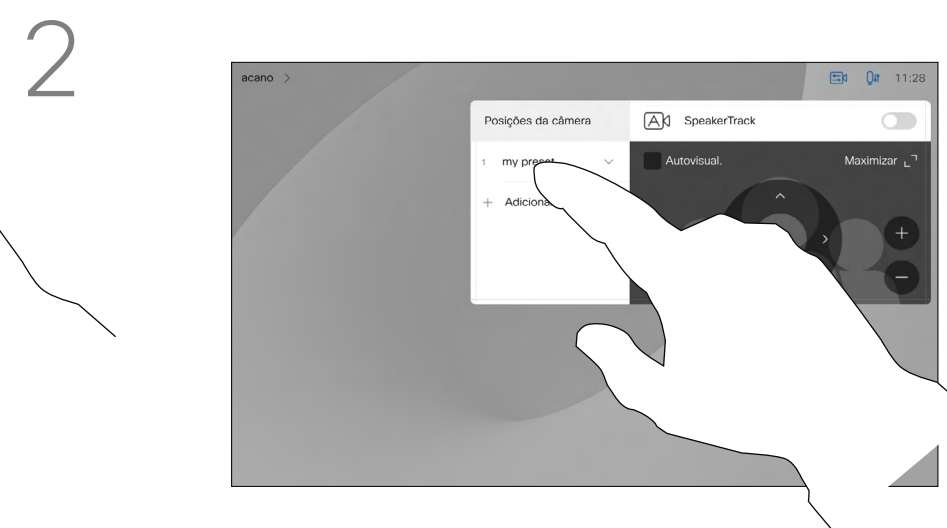 2
acano >
11:28
Posições da câmera
SpeakerTrack
1 my preset
Autovisual.
Maximizar
+